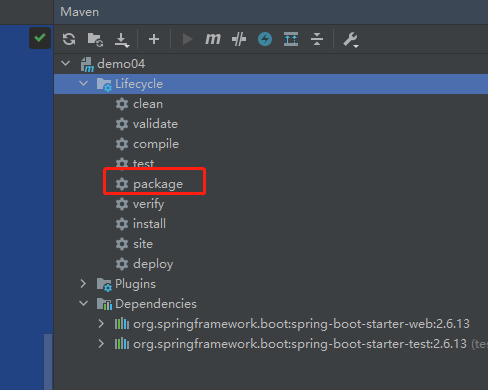 Maven
demo04
Lifecycle
clean
validate
compile
test
package
verify
install
site
deploy
Plugins
Dependencies
org.springframework.boot:spring-boot-starter-web:2.6.13
org.springframework.boot:spring-boot-starter-test:2.6.13 (te